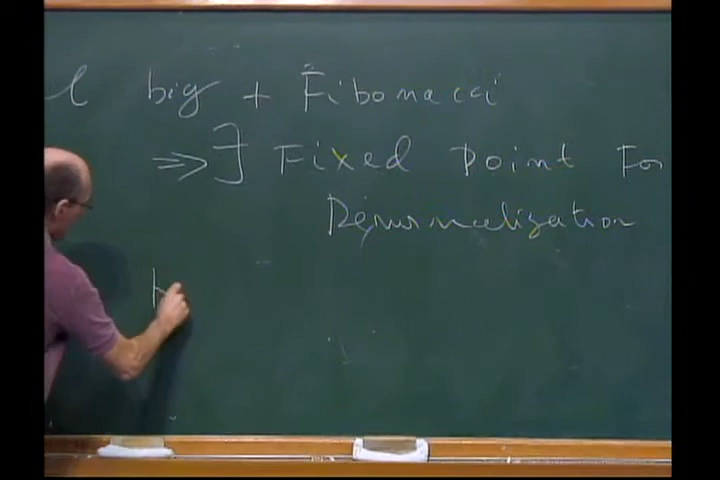 ℓ big + Fibonacci
⇒ ∃ Fixed Point For
Renormalization